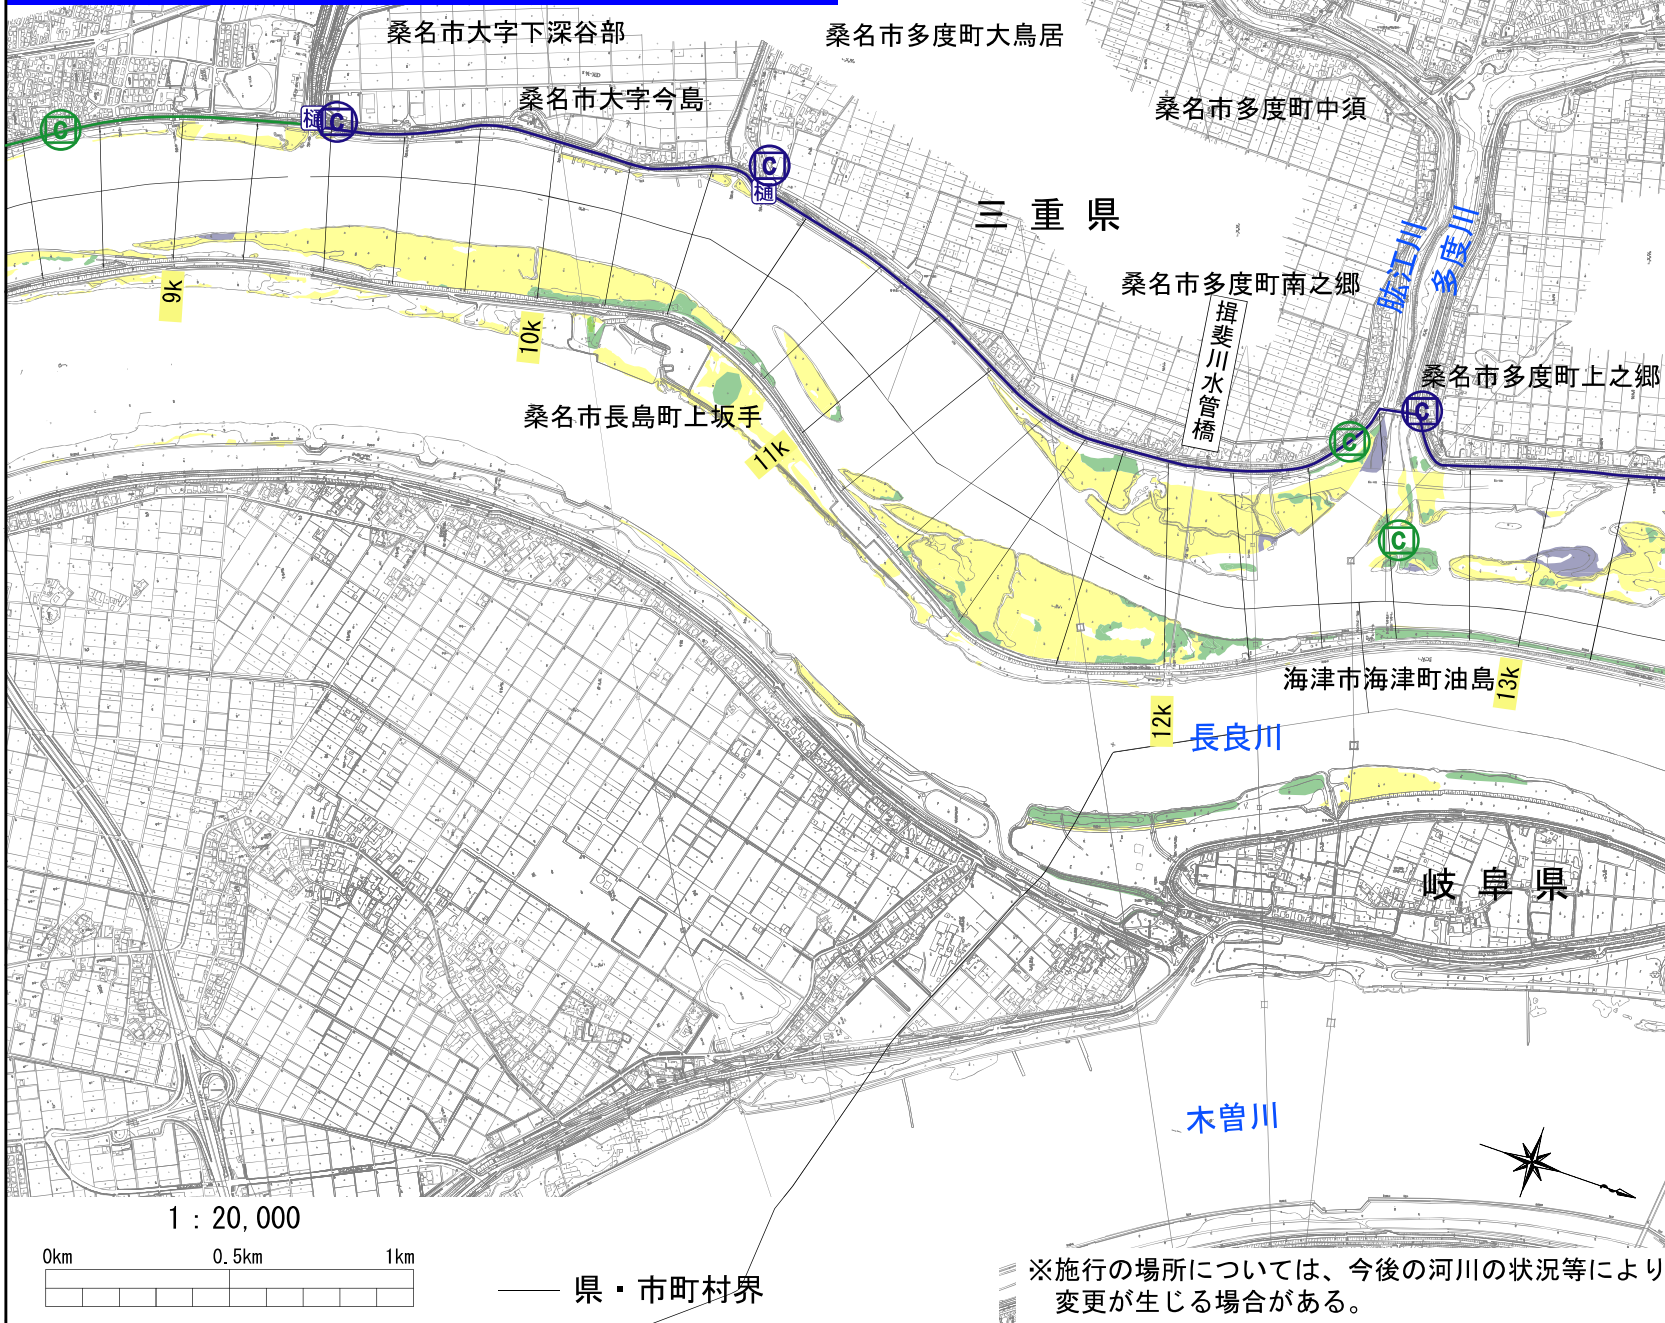 桑名市大字下深谷部
桑名市多度町大鳥居
桑名市大字今島
桑名市多度町中須
樋
C
C
C
樋
三重県
肱江川
多度川
桑名市多度町南之郷
揖斐川水管橋
9k
10k
桑名市多度町上之郷
桑名市長島町上坂手
C
C
11k
C
海津市海津町油島
13k
12k
長良川
岐阜県
木曽川
1：20,000
0km 0.5km 1km
県・市町村界
※施行の場所については、今後の河川の状況等により
変更が生じる場合がある。